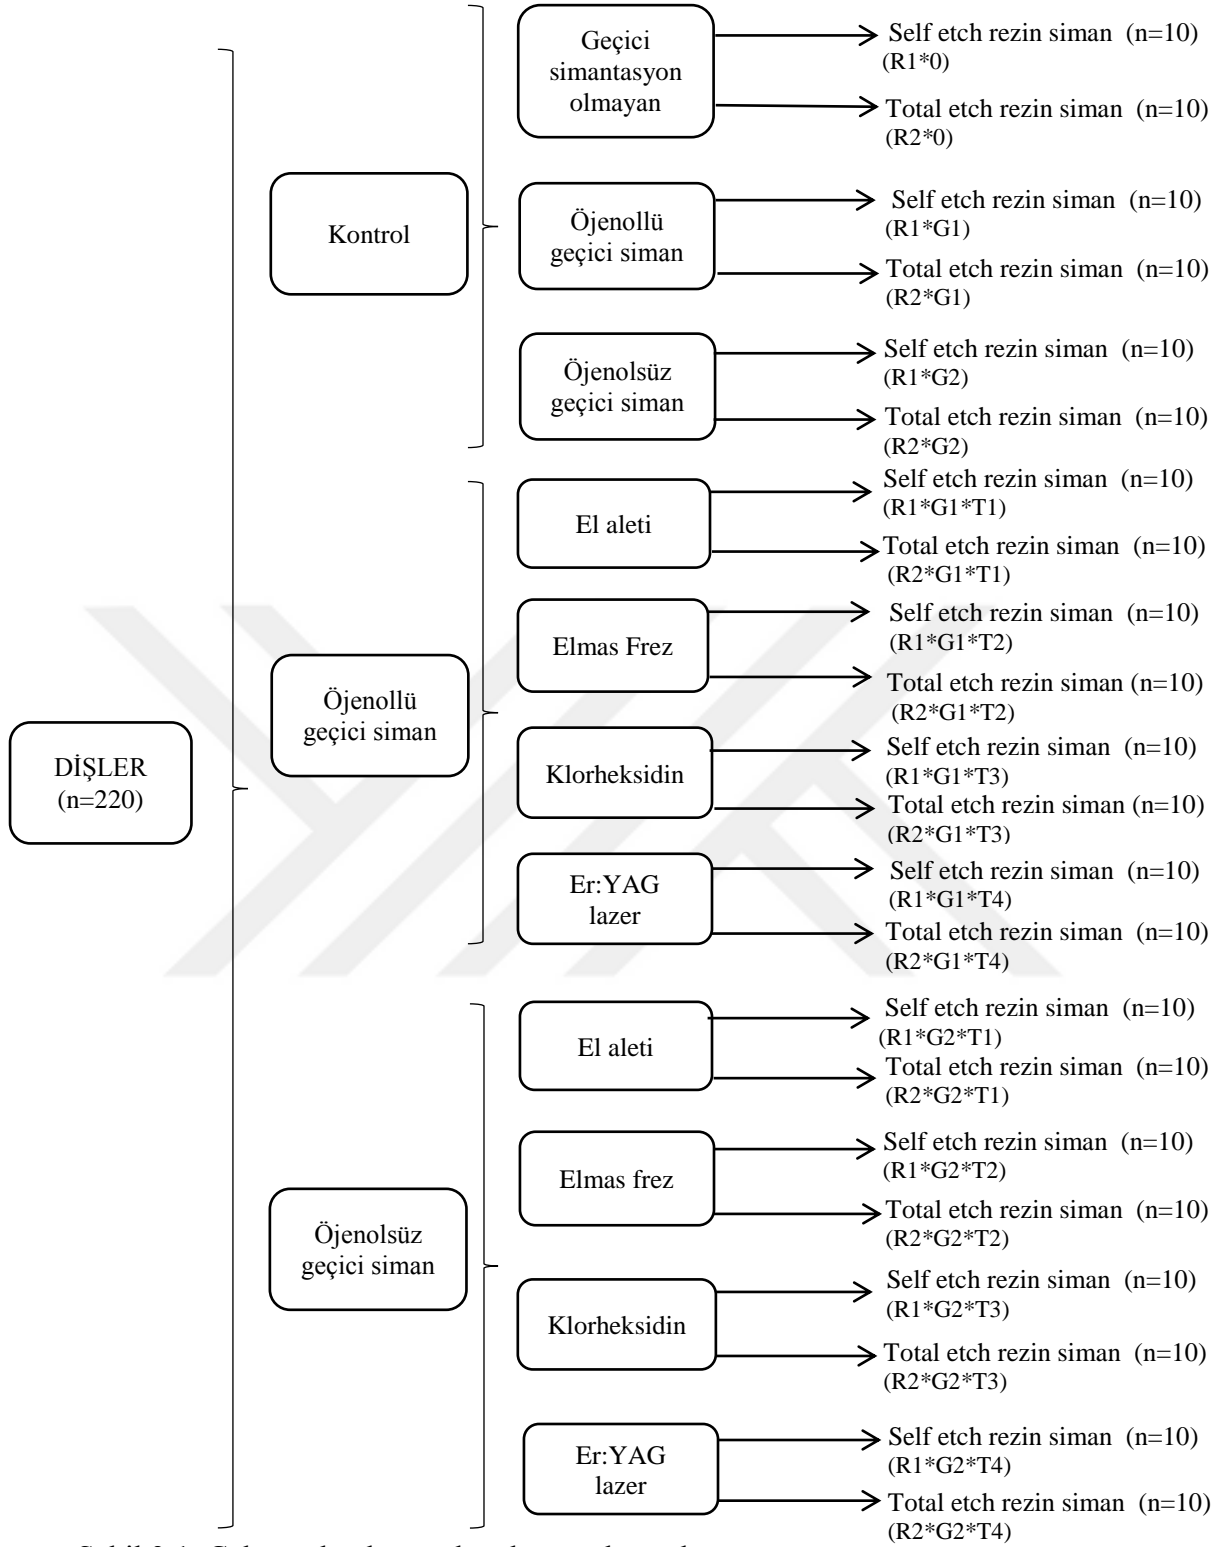 DİŞLER
(n=220)
Kontrol
Geçici
simantasyon
olmayan
Self etch rezin siman (n=10)
(R1*0)
Total etch rezin siman (n=10)
(R2*0)
Öjenollü
geçici siman
Self etch rezin siman (n=10)
(R1*G1)
Total etch rezin siman (n=10)
(R2*G1)
Öjenolsüz
geçici siman
Self etch rezin siman (n=10)
(R1*G2)
Total etch rezin siman (n=10)
(R2*G2)
Öjenollü
geçici siman
El aleti
Self etch rezin siman (n=10)
(R1*G1*T1)
Total etch rezin siman (n=10)
(R2*G1*T1)
Elmas Frez
Self etch rezin siman (n=10)
(R1*G1*T2)
Total etch rezin siman (n=10)
(R2*G1*T2)
Klorheksidin
Self etch rezin siman (n=10)
(R1*G1*T3)
Total etch rezin siman (n=10)
(R2*G1*T3)
Er:YAG
lazer
Self etch rezin siman (n=10)
(R1*G1*T4)
Total etch rezin siman (n=10)
(R2*G1*T4)
Öjenolsüz
geçici siman
El aleti
Self etch rezin siman (n=10)
(R1*G2*T1)
Total etch rezin siman (n=10)
(R2*G2*T1)
Elmas frez
Self etch rezin siman (n=10)
(R1*G2*T2)
Total etch rezin siman (n=10)
(R2*G2*T2)
Klorheksidin
Self etch rezin siman (n=10)
(R1*G2*T3)
Total etch rezin siman (n=10)
(R2*G2*T3)
Er:YAG
lazer
Self etch rezin siman (n=10)
(R1*G2*T4)
Total etch rezin siman (n=10)
(R2*G2*T4)